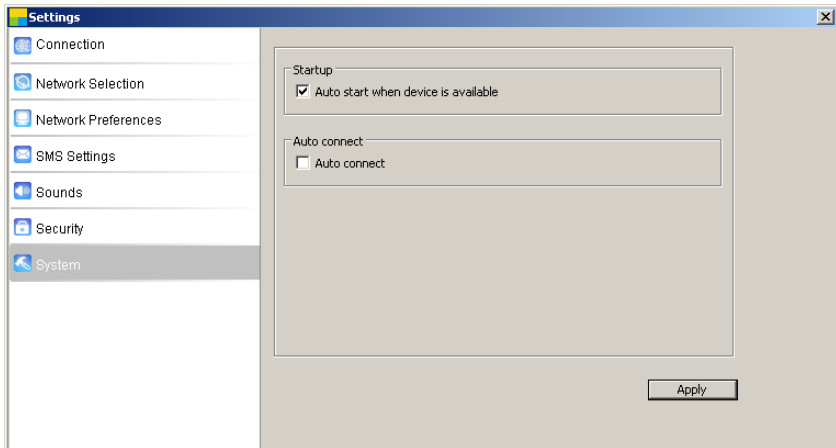 Settings
Connection
Network Selection
Network Preferences
SMS Settings
Sounds
Security
System
Startup
Auto start when device is available
Auto connect
Auto connect
Apply